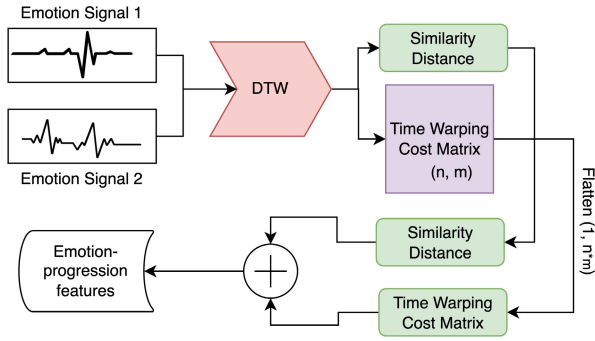 Emotion Signal 1
Emotion Signal 2
DTW
Similarity
Distance
Time Warping
Cost Matrix
(n, m)
Flatten (1, n*m)
Similarity
Distance
Time Warping
Cost Matrix
Emotion-
progression
features